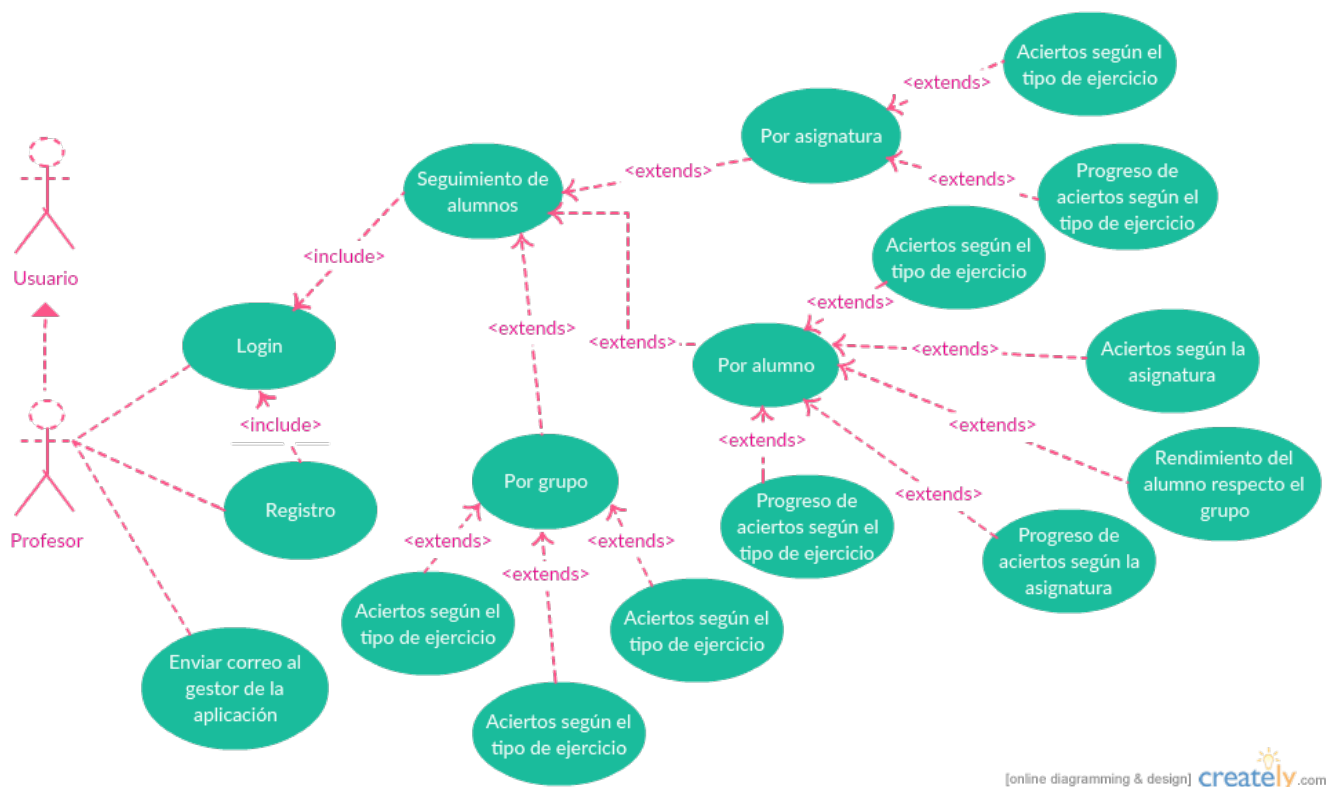 Aciertos según el
tipo de ejercicio
<extends>
Por asignatura
Progreso de
aciertos según el
tipo de ejercicio
<extends>
<extends>
Seguimiento de
alumnos
<include>
Usuario
Aciertos según el
tipo de ejercicio
<extends>
<extends>
<extends>
Login
Por alumno
<extends>
Aciertos según la
asignatura
<include>
<extends>
<extends>
Rendimiento del
alumno respecto el
grupo
Por grupo
<extends>
Registro
Profesor
Progreso de
aciertos según el
tipo de ejercicio
Progreso de
aciertos según la
asignatura
<extends>
<extends>
<extends>
Aciertos según el
tipo de ejercicio
Aciertos según el
tipo de ejercicio
Enviar correo al
gestor de la
aplicación
Aciertos según el
tipo de ejercicio
[online diagramming & design] creately.com